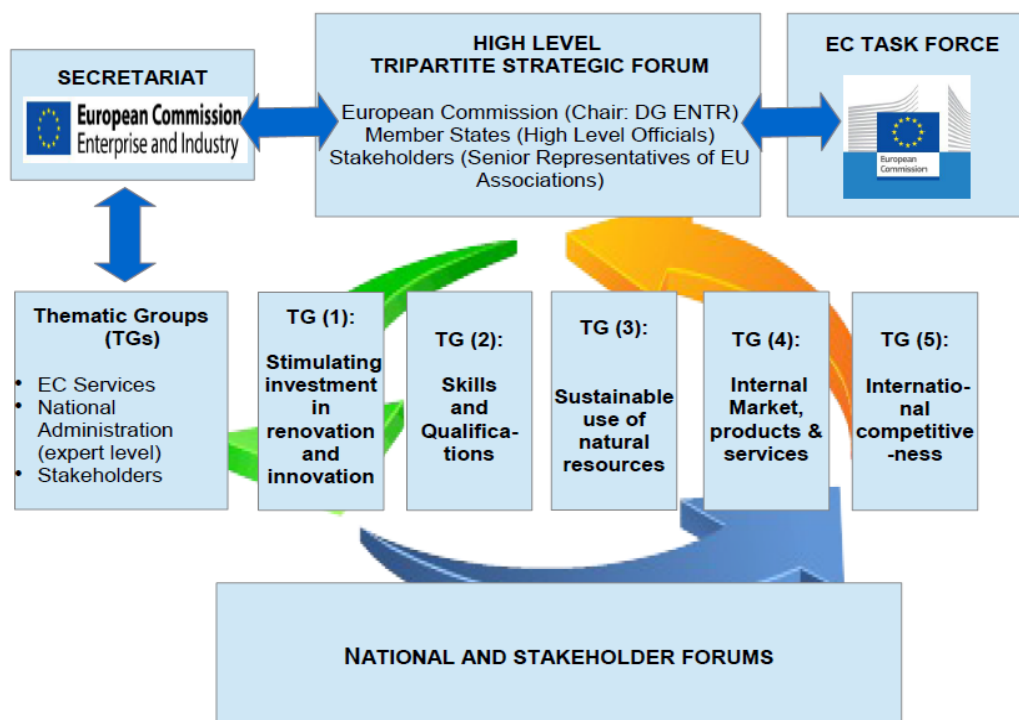 SECRETARIAT
European Commission
Enterprise and Industry
HIGH LEVEL
TRIPARTITE STRATEGIC FORUM
European Commission (Chair: DG ENTR)
Member States (High Level Officials)
Stakeholders (Senior Representatives of EU
Associations)
EC TASK FORCE
European
Commission
Thematic Groups
(TGs)
• EC Services
• National
Administration
(expert level)
• Stakeholders
TG (1):
Stimulating
investment
in
renovation
and
innovation
TG (2):
Skills
and
Qualifica-
tions
TG (3):
Sustainable
use of
natural
resources
TG (4):
Internal
Market,
products &
services
TG (5):
Internatio-
nal
competitive
-ness
NATIONAL AND STAKEHOLDER FORUMS